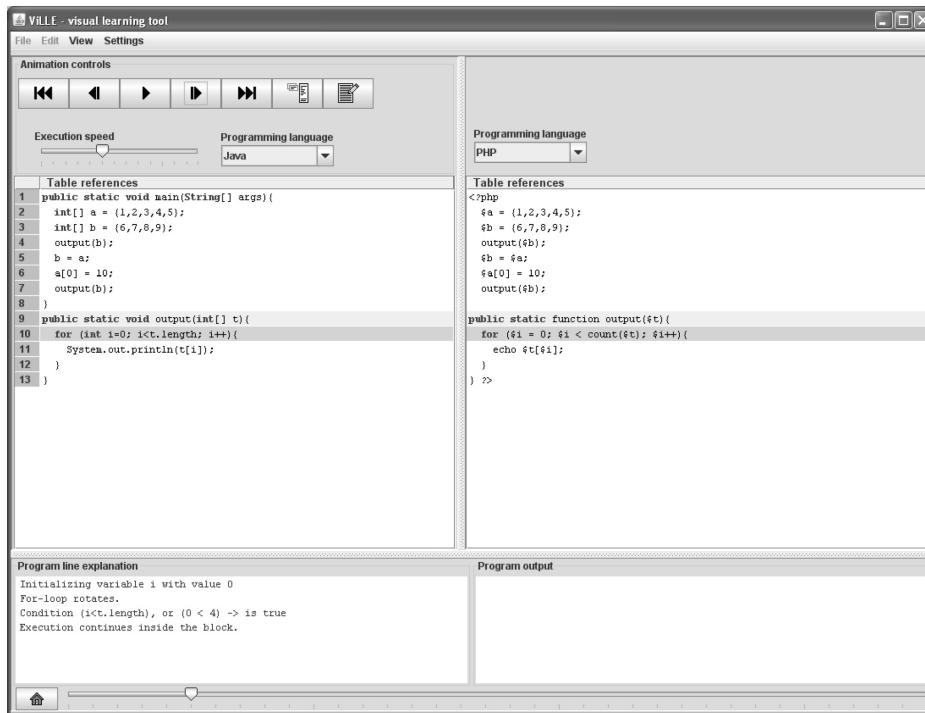 ViLLE - visual learning tool
File Edit View Settings
Animation controls
Execution speed
Programming language
Java
Programming language
PHP
Table references
1 public static void main(String[] args){
2 int[] a = {1,2,3,4,5};
3 int[] b = {6,7,8,9};
4 output(b);
5 b = a;
6 a[0] = 10;
7 output(b);
8 }
9 public static void output(int[] t){
10 for (int i=0; i<t.length; i++){
11 System.out.println(t[i]);
12 }
13 }
Table references
<?php
$a = {1,2,3,4,5};
$b = {6,7,8,9};
output($b);
$b = $a;
$a[0] = 10;
output($b);
public static function output($t){
for ($i = 0; $i < count($t); $i++){
echo $t[$i];
}
} ?>
Program line explanation
Initializing variable i with value 0
For-loop rotates.
Condition (i<t.length), or (0 < 4) -> is true
Execution continues inside the block.
Program output